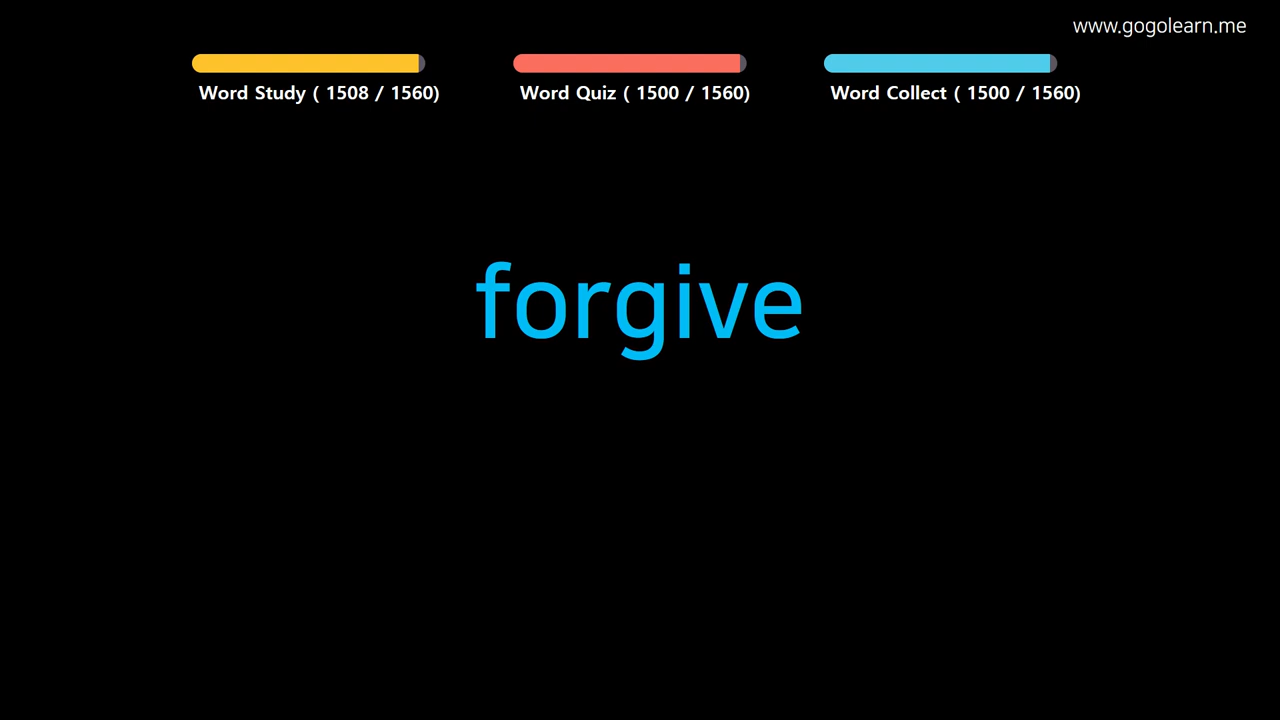 www.gogolearn.me
Word Study ( 1508 / 1560)
Word Quiz ( 1500 / 1560)
Word Collect ( 1500 / 1560)
forgive